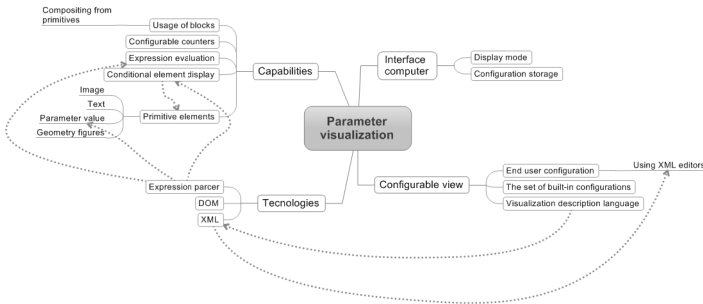 Compositing from
primitives
Usage of blocks
Configurable counters
Expression evaluation
Conditional element display
Capabilities
Image
Text
Parameter value
Geometry figures
Primitive elements
Interface
computer
Display mode
Configuration storage
Parameter
visualization
Expression parcer
DOM
XML
Tecnologies
Configurable view
End user configuration
Using XML editors
The set of built-in configurations
Visualization description language